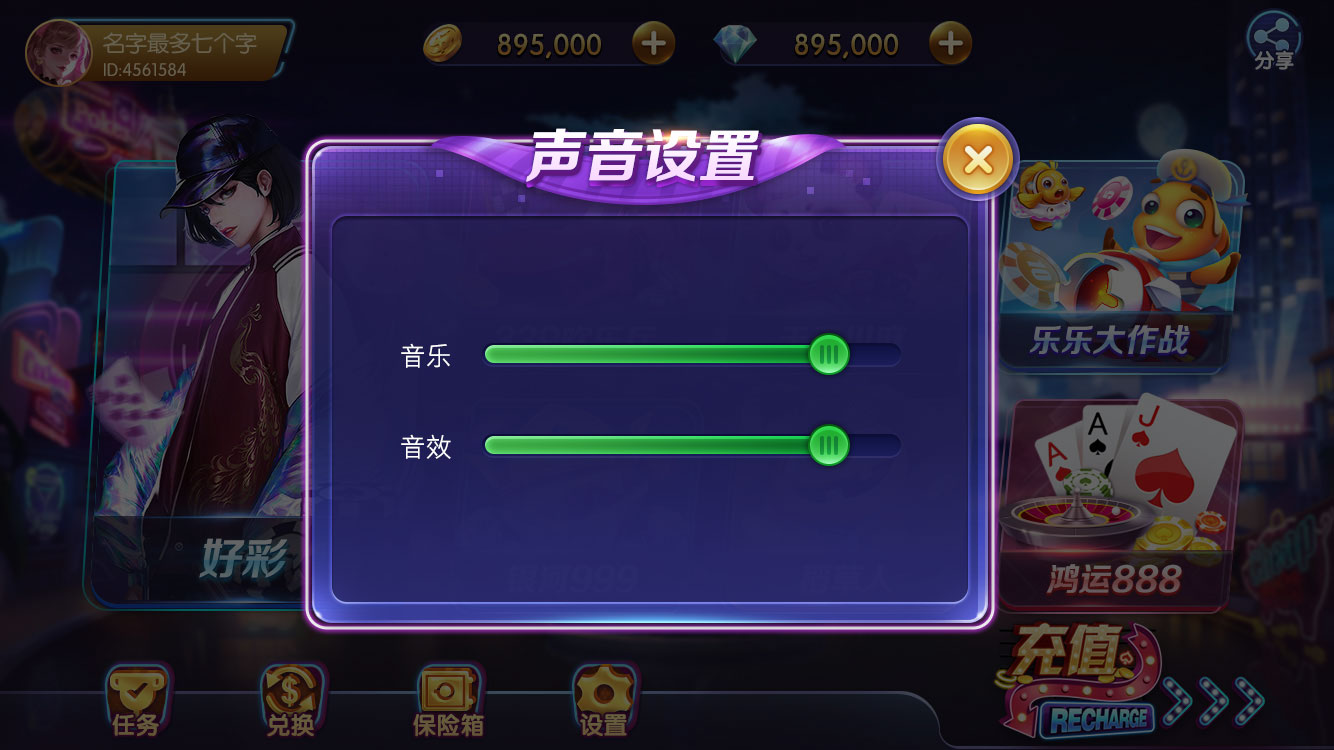 名字最多七个字
ID:4561584
895,000
895,000
分享
声音设置
音乐
音效
好彩
乐乐大作战
A
A
J
鸿运888
任务
兑换
保险箱
设置
充值
RECHARGE